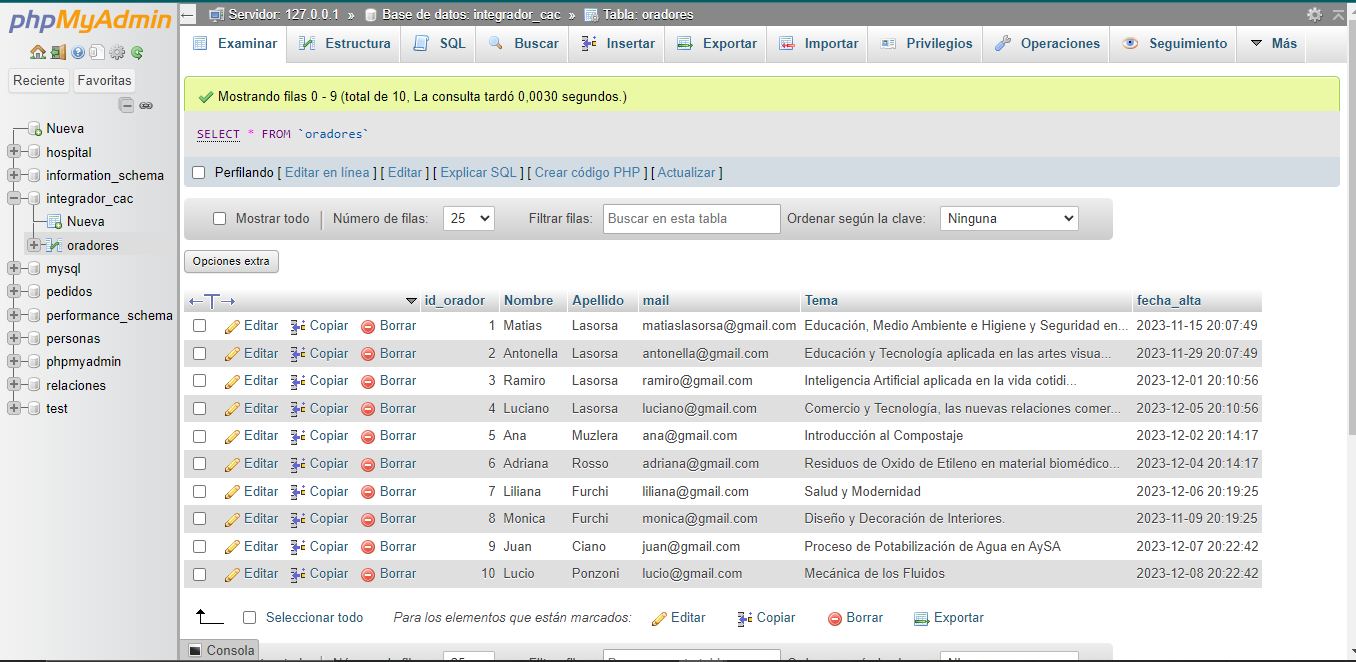 phpMyAdmin
Reciente Favoritas
Nueva
hospital
information_schema
integrador_cac
Nueva
oradores
mysql
pedidos
performance_schema
personas
phpmyadmin
relaciones
test
Servidor: 127.0.0.1 » Base de datos: integrador_cac » Tabla: oradores
Examinar Estructura SQL Buscar Insertar Exportar Importar Privilegios Operaciones Seguimiento Más
Mostrando filas 0 - 9 (total de 10, La consulta tardó 0,0030 segundos.)
SELECT * FROM `oradores`
Perfilando [ Editar en línea ] [ Editar ] [ Explicar SQL ] [ Crear código PHP ] [ Actualizar ]
Mostrar todo Número de filas: 25 Filtrar filas: Buscar en esta tabla Ordenar según la clave: Ninguna
Opciones extra
id_orador Nombre Apellido mail Tema fecha_alta
Editar Copiar Borrar 1 Matias Lasorsa matiaslasorsa@gmail.com Educación, Medio Ambiente e Higiene y Seguridad en... 2023-11-15 20:07:49
Editar Copiar Borrar 2 Antonella Lasorsa antonella@gmail.com Educación y Tecnología aplicada en las artes visua... 2023-11-29 20:07:49
Editar Copiar Borrar 3 Ramiro Lasorsa ramiro@gmail.com Inteligencia Artificial aplicada en la vida cotidi... 2023-12-01 20:10:56
Editar Copiar Borrar 4 Luciano Lasorsa luciano@gmail.com Comercio y Tecnología, las nuevas relaciones comer... 2023-12-05 20:10:56
Editar Copiar Borrar 5 Ana Muzlera ana@gmail.com Introducción al Compostaje 2023-12-02 20:14:17
Editar Copiar Borrar 6 Adriana Rosso adriana@gmail.com Residuos de Oxido de Etileno en material biomédico... 2023-12-04 20:14:17
Editar Copiar Borrar 7 Liliana Furchi liliana@gmail.com Salud y Modernidad 2023-12-06 20:19:25
Editar Copiar Borrar 8 Monica Furchi monica@gmail.com Diseño y Decoración de Interiores. 2023-11-09 20:19:25
Editar Copiar Borrar 9 Juan Ciano juan@gmail.com Proceso de Potabilización de Agua en AySA 2023-12-07 20:22:42
Editar Copiar Borrar 10 Lucio Ponzoni lucio@gmail.com Mecánica de los Fluidos 2023-12-08 20:22:42
Seleccionar todo Para los elementos que están marcados: Editar Copiar Borrar Exportar
Consola